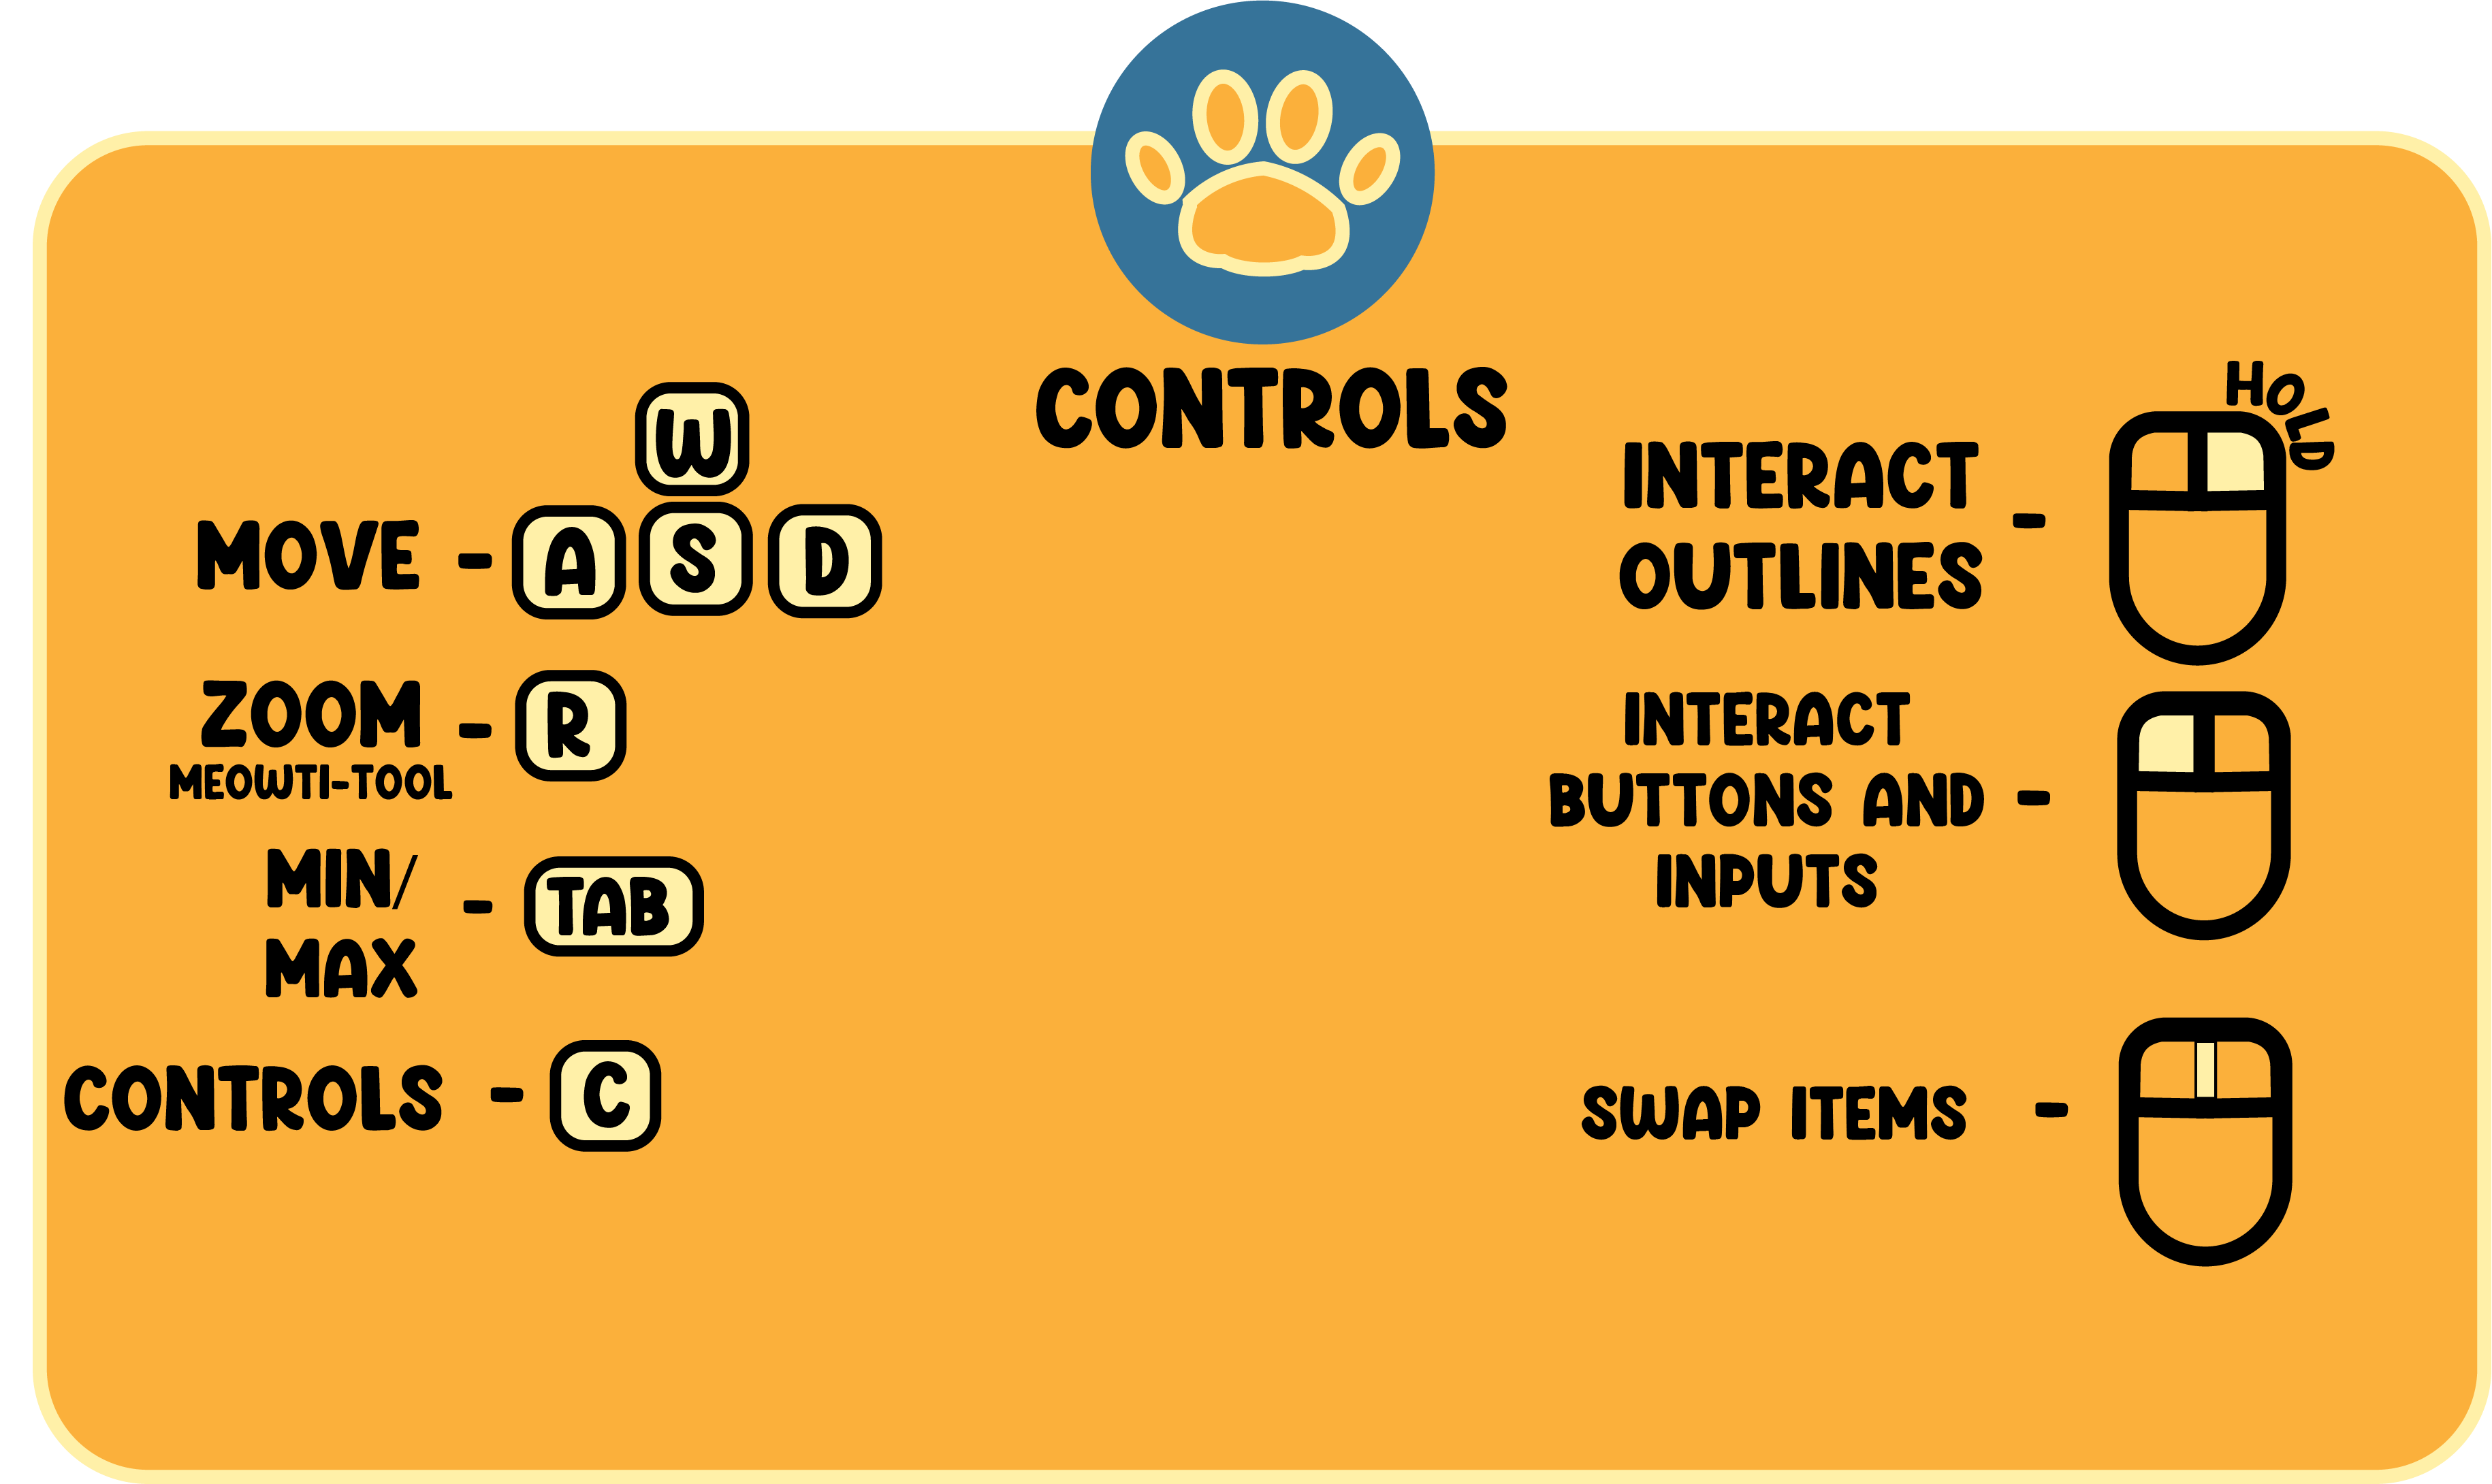 CONTROLS
W
MOVE - A S D
ZOOM - R
MEOWTI-TOOL
MIN/
- TAB
MAX
CONTROLS - C
HOLD
INTERACT
-
OUTLINES
INTERACT
BUTTONS AND -
INPUTS
SWAP ITEMS -